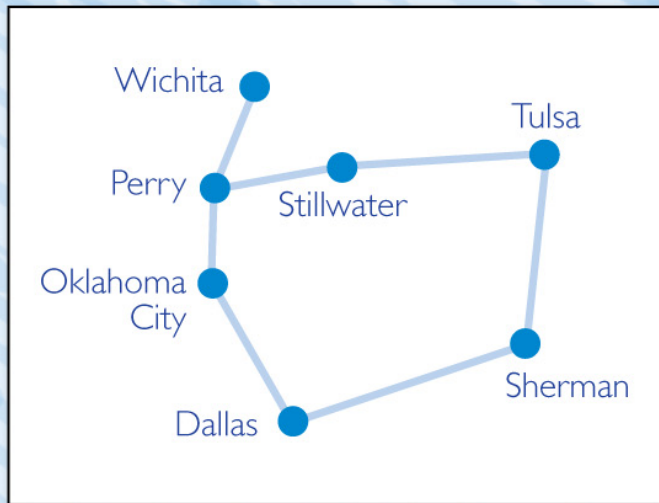 Wichita
Tulsa
Perry
Stillwater
Oklahoma
City
Sherman
Dallas